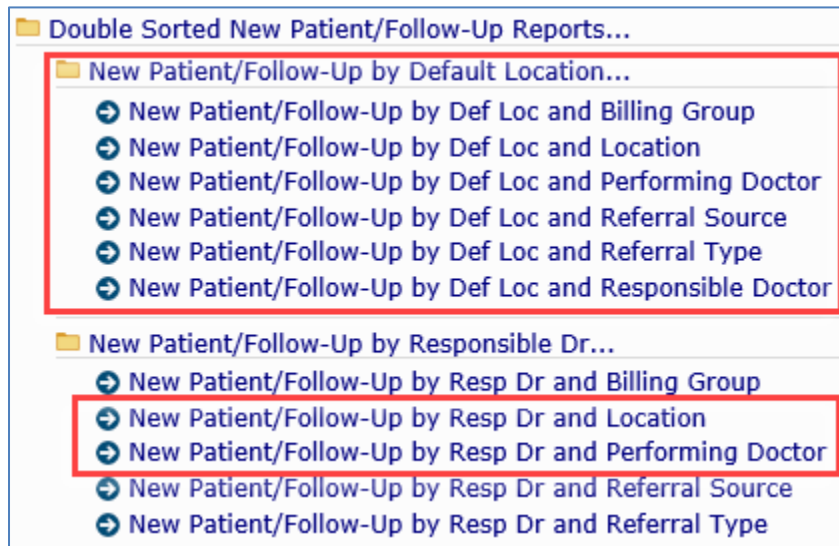 Double Sorted New Patient/Follow-Up Reports...
New Patient/Follow-Up by Default Location...
New Patient/Follow-Up by Def Loc and Billing Group
New Patient/Follow-Up by Def Loc and Location
New Patient/Follow-Up by Def Loc and Performing Doctor
New Patient/Follow-Up by Def Loc and Referral Source
New Patient/Follow-Up by Def Loc and Referral Type
New Patient/Follow-Up by Def Loc and Responsible Doctor
New Patient/Follow-Up by Responsible Dr...
New Patient/Follow-Up by Resp Dr and Billing Group
New Patient/Follow-Up by Resp Dr and Location
New Patient/Follow-Up by Resp Dr and Performing Doctor
New Patient/Follow-Up by Resp Dr and Referral Source
New Patient/Follow-Up by Resp Dr and Referral Type